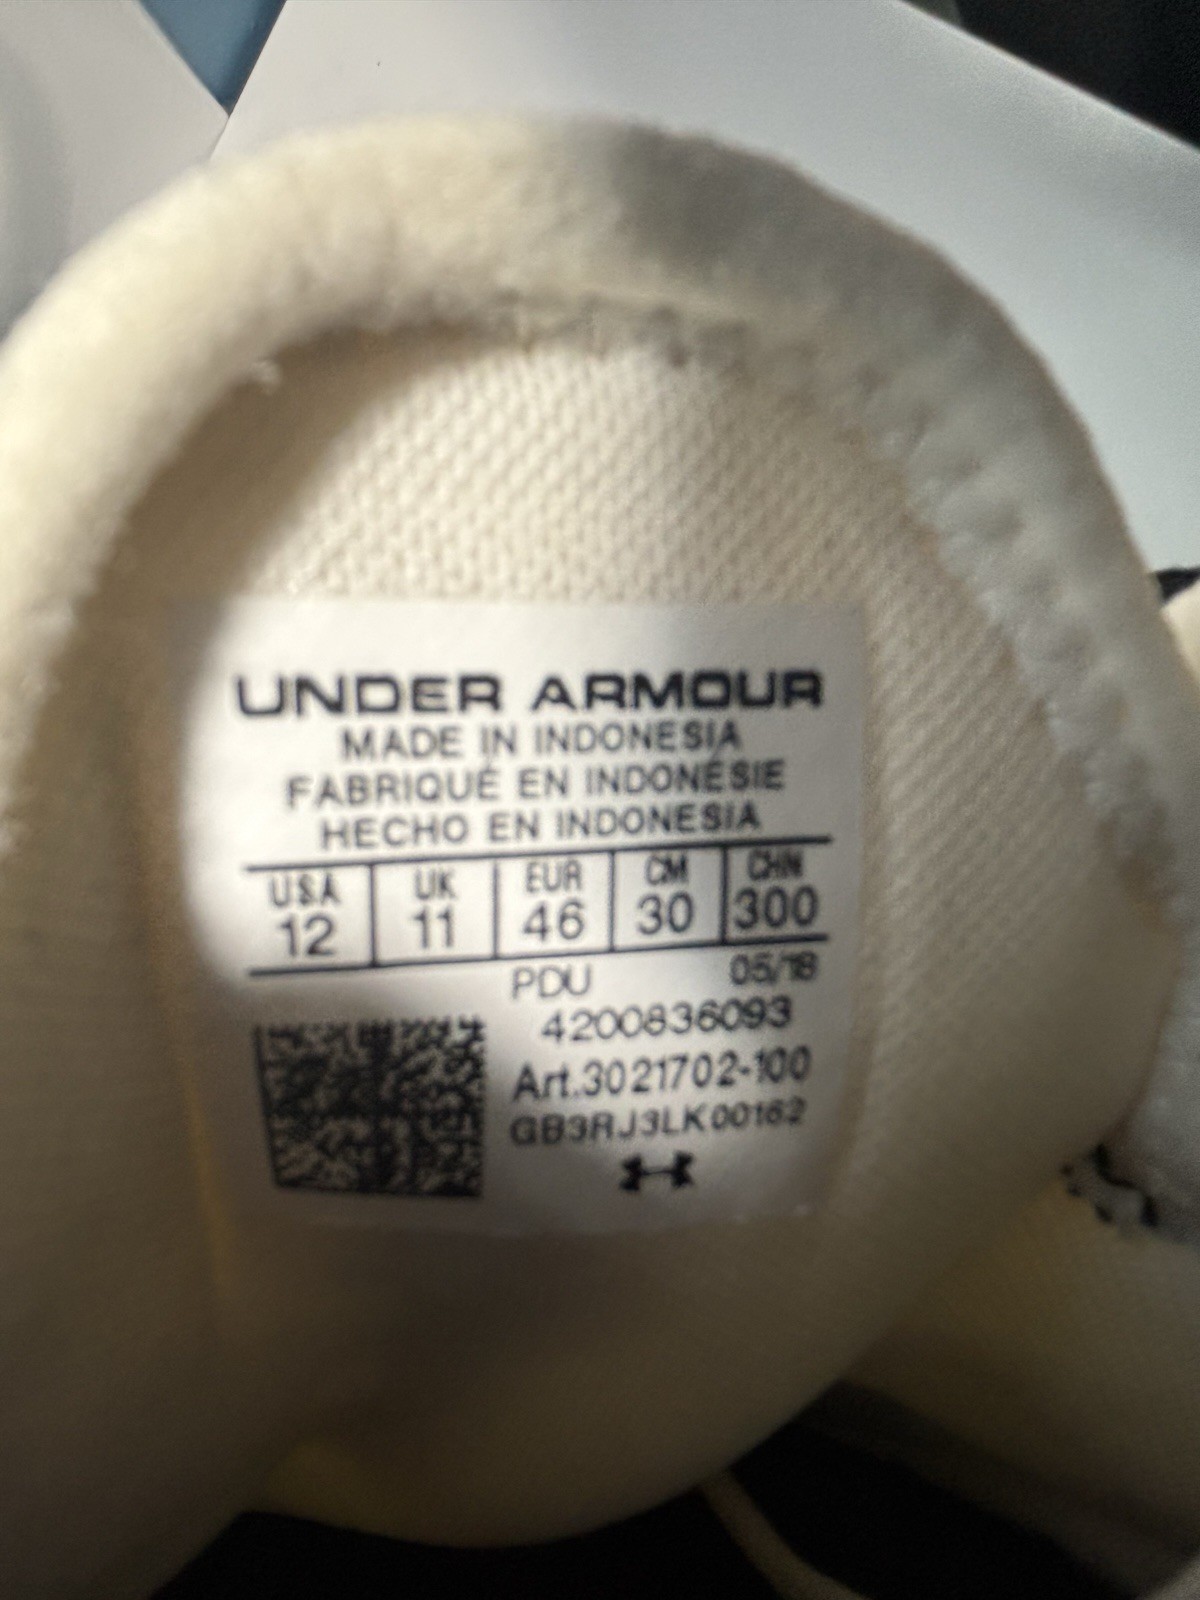 UNDER ARMOUR
MADE IN INDONESIA
FABRIQUÉ EN INDONÉSIE
HECHO EN INDONESIA
USA UK EUR CM CHN
12 11 46 30 300
PDU 05/18
4200836093
Art.3021702-100
GB3RJ3LK00162